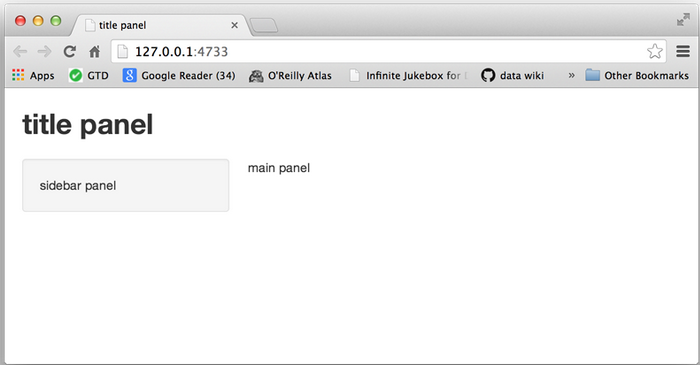 title panel
127.0.0.1:4733
Apps GTD Google Reader (34) O'Reilly Atlas Infinite Jukebox for data wiki » Other Bookmarks
title panel
sidebar panel
main panel